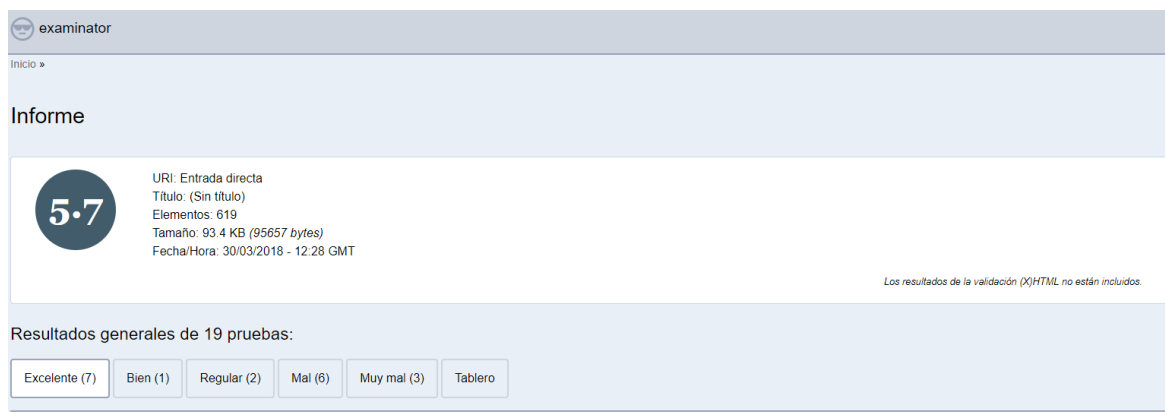 examinator
Inicio »
Informe
5·7
URI: Entrada directa
Título: (Sin título)
Elementos: 619
Tamaño: 93.4 KB (95657 bytes)
Fecha/Hora: 30/03/2018 - 12:28 GMT
Los resultados de la validación (X)HTML no están incluidos.
Resultados generales de 19 pruebas:
Excelente (7) Bien (1) Regular (2) Mal (6) Muy mal (3) Tablero